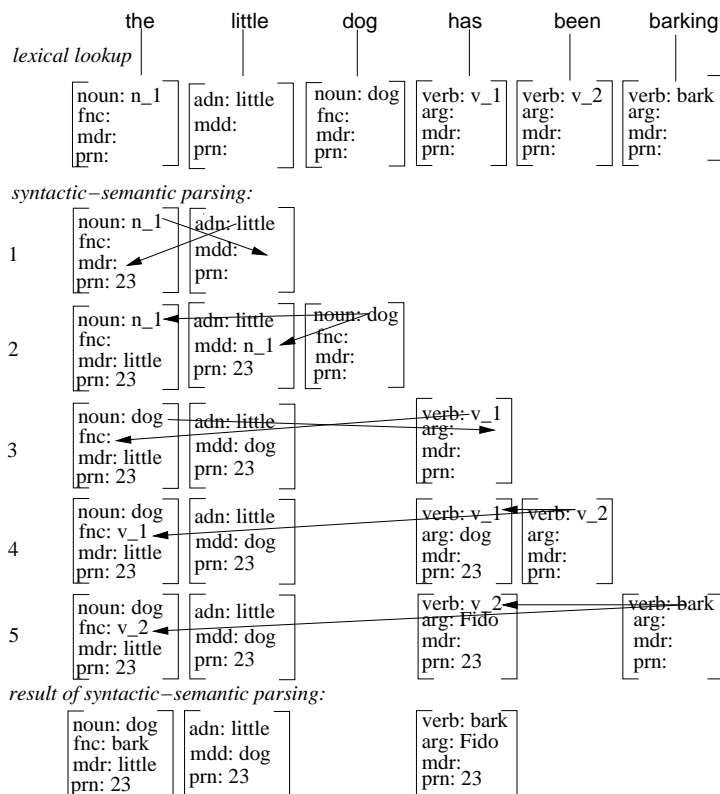 the little dog has been barking
lexical lookup
noun: n_1 adn: little noun: dog verb: v_1 verb: v_2 verb: bark
fnc: mdd: fnc: arg: arg: arg:
mdr: prn: mdr: mdr: mdr: mdr:
prn: prn: prn: prn: prn:
syntactic−semantic parsing:
1
noun: n_1 adn: little
fnc: mdd:
mdr: prn:
prn: 23
2
noun: n_1 adn: little noun: dog
fnc: mdd: n_1 fnc:
mdr: little prn: 23 mdr:
prn: 23 prn:
3
noun: dog adn: little verb: v_1
fnc: mdd: dog arg:
mdr: little prn: 23 mdr:
prn: 23 prn:
4
noun: dog adn: little verb: v_1 verb: v_2
fnc: v_1 mdd: dog arg: dog arg:
mdr: little prn: 23 mdr: mdr:
prn: 23 prn: 23 prn:
5
noun: dog adn: little verb: v_2 verb: bark
fnc: v_2 mdd: dog arg: Fido arg:
mdr: little prn: 23 mdr: mdr:
prn: 23 prn: 23 prn:
result of syntactic−semantic parsing:
noun: dog adn: little verb: bark
fnc: bark mdd: dog arg: Fido
mdr: little prn: 23 mdr:
prn: 23 prn: 23